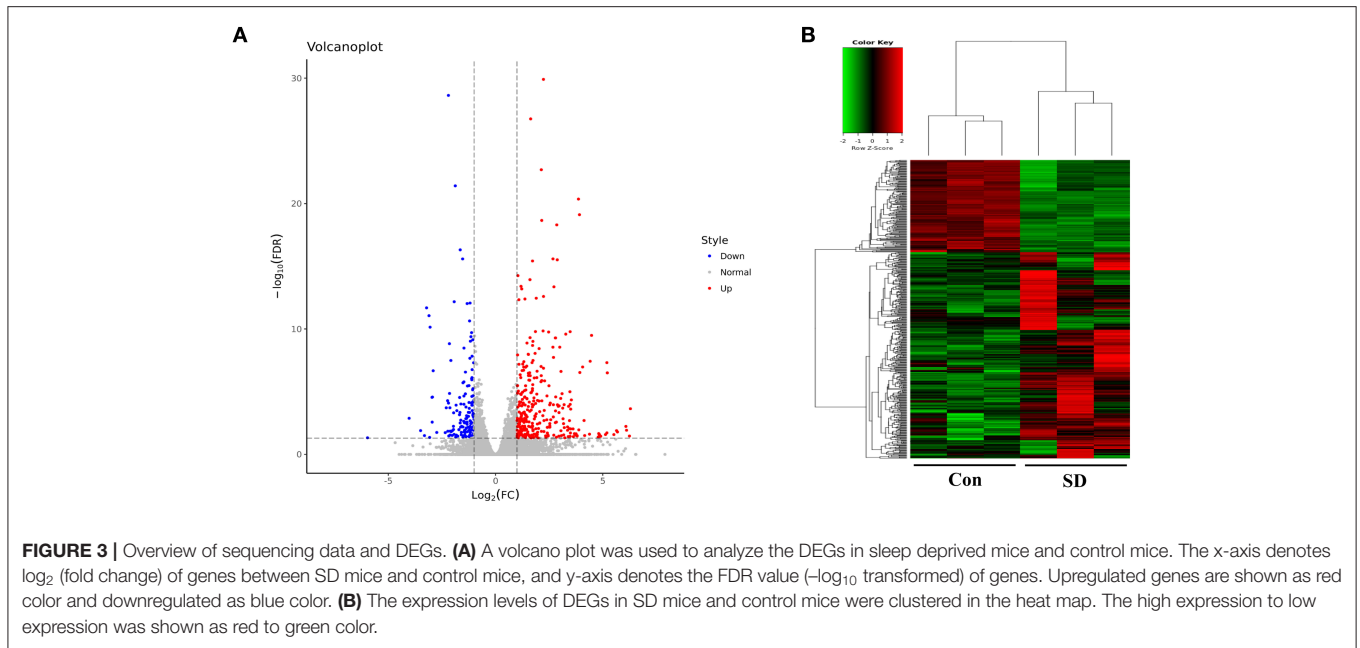 A
Volcanoplot
30
20
10
0
−log10(FDR)
-5
0
5
Log2(FC)
Style
Down
Normal
Up
B
Color Key
-2 -1 0 1 2
Row Z-Score
Con
SD
FIGURE 3 | Overview of sequencing data and DEGs. (A) A volcano plot was used to analyze the DEGs in sleep deprived mice and control mice. The x-axis denotes
log2 (fold change) of genes between SD mice and control mice, and y-axis denotes the FDR value (–log10 transformed) of genes. Upregulated genes are shown as red
color and downregulated as blue color. (B) The expression levels of DEGs in SD mice and control mice were clustered in the heat map. The high expression to low
expression was shown as red to green color.